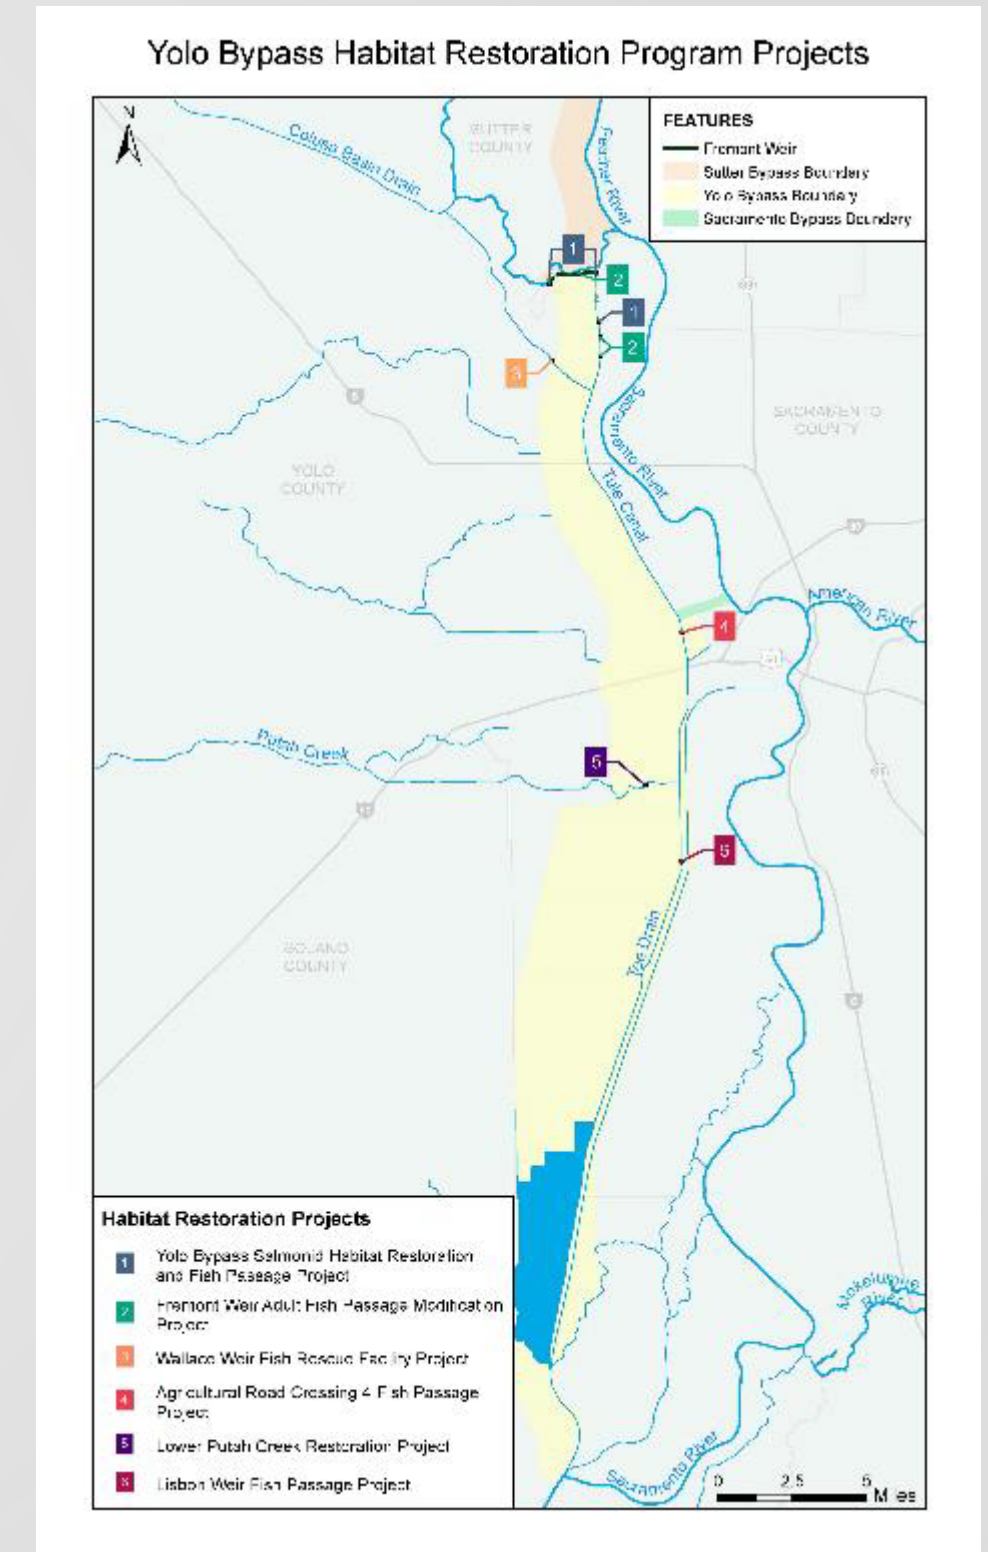 Yolo Bypass Habitat Restoration Program Projects
N
Colusa Basin Drain
SUTTER
COUNTY
Feather River
FEATURES
Fremont Weir
Sutter Bypass Boundary
Yolo Bypass Boundary
Sacramento Bypass Boundary
1
2
1
2
3
5
Sacramento River
SACRAMENTO
COUNTY
YOLO
COUNTY
Tule Canal
American River
4
Putah Creek
5
6
Toe Drain
SOLANO
COUNTY
5
Habitat Restoration Projects
1 Yolo Bypass Salmonid Habitat Restoration
and Fish Passage Project
2 Fremont Weir Adult Fish Passage Modification
Project
3 Wallace Weir Fish Rescue Facility Project
4 Agricultural Road Crossing 4 Fish Passage
Project
5 Lower Putah Creek Restoration Project
6 Lisbon Weir Fish Passage Project
Mokelumne
River
Sacramento River
0 2.5 5
Miles